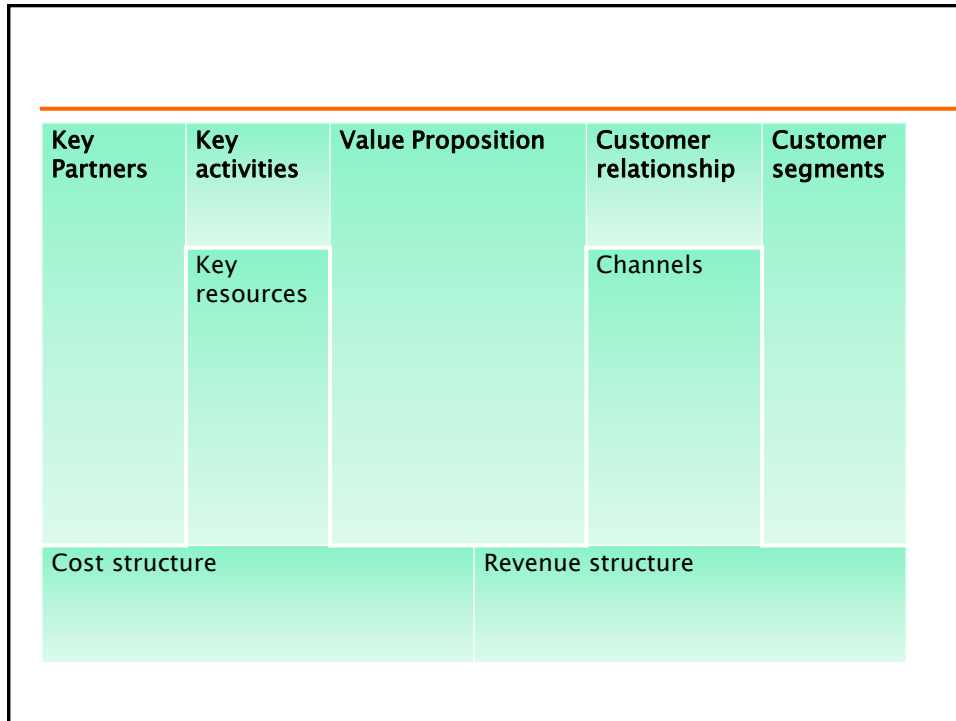 Key
Partners
Key
activities
Value Proposition
Customer
relationship
Customer
segments
Key
resources
Channels
Cost structure
Revenue structure